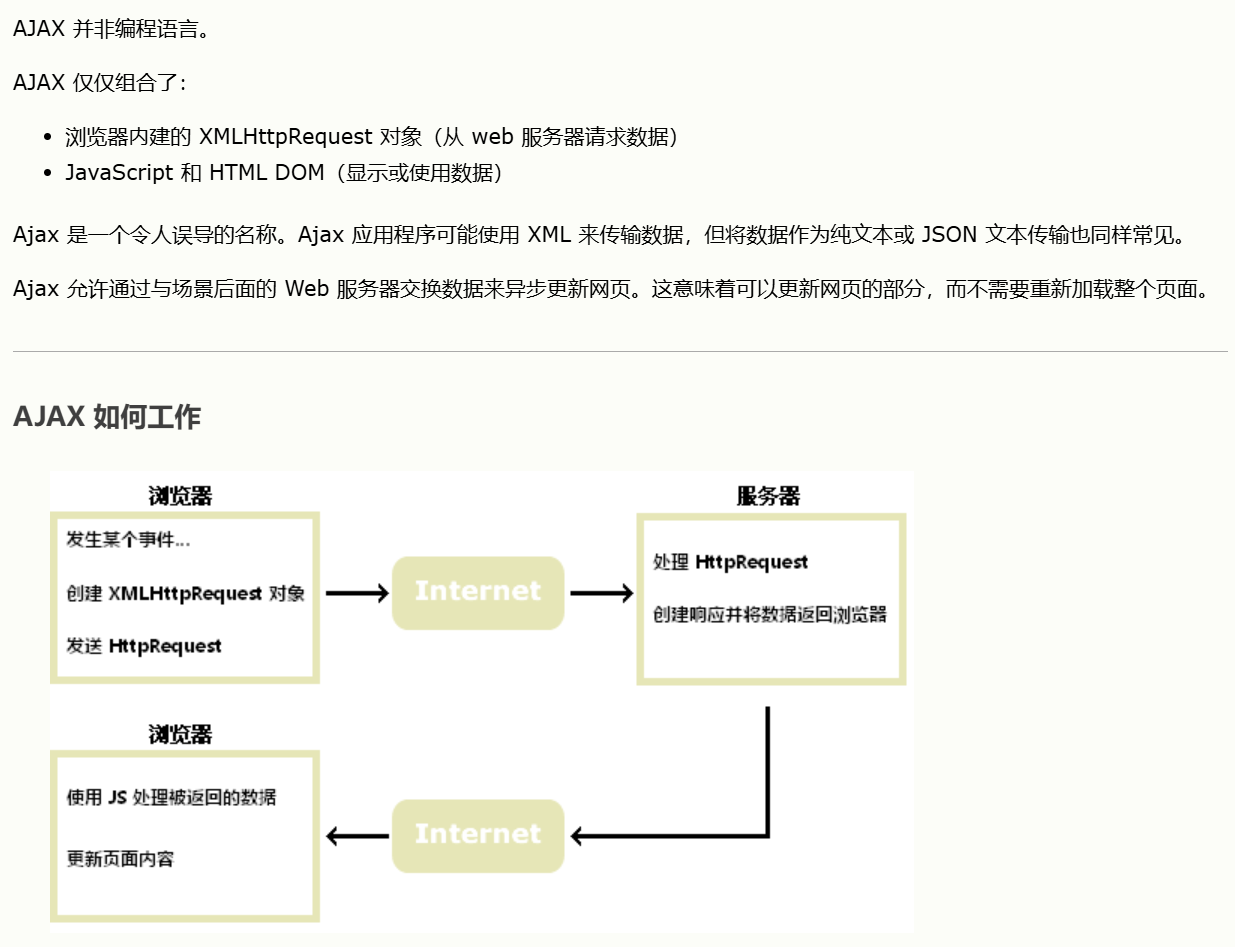 AJAX 并非编程语言。
AJAX 仅仅组合了：
浏览器内建的 XMLHttpRequest 对象（从 web 服务器请求数据）
JavaScript 和 HTML DOM（显示或使用数据）
Ajax 是一个令人误导的名称。Ajax 应用程序可能使用 XML 来传输数据，但将数据作为纯文本或 JSON 文本传输也同样常见。
Ajax 允许通过与场景后面的 Web 服务器交换数据来异步更新网页。这意味着可以更新网页的部分，而不需要重新加载整个页面。
AJAX 如何工作
浏览器
发生某个事件...
创建 XMLHttpRequest 对象
发送 HttpRequest
Internet
服务器
处理 HttpRequest
创建响应并将数据返回浏览器
浏览器
使用 JS 处理被返回的数据
更新页面内容
Internet